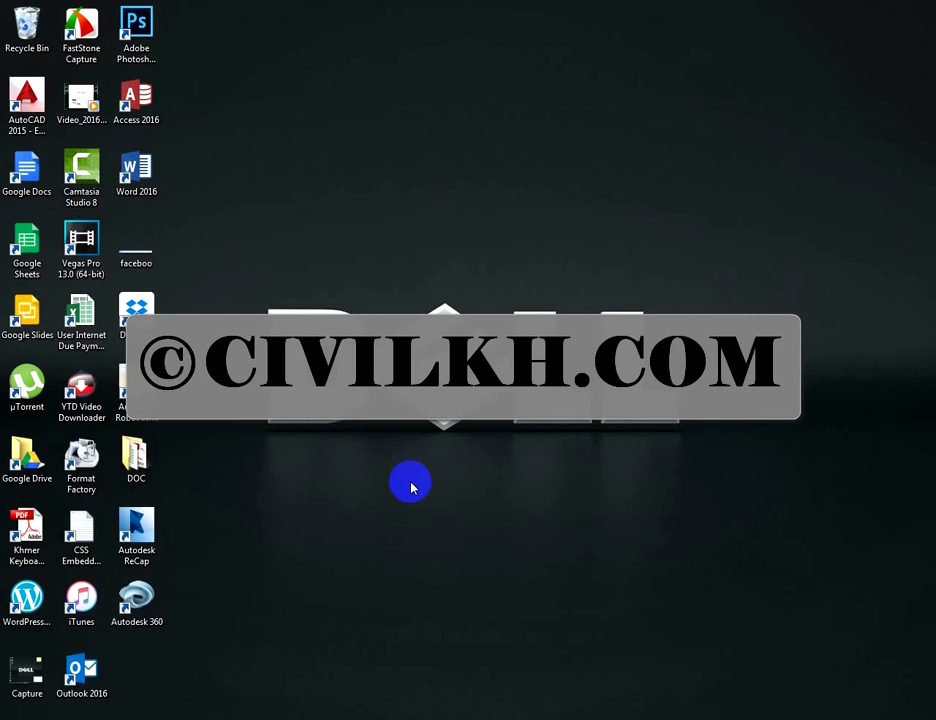 Recycle Bin
FastStone
Capture
Adobe
Photosh...
AutoCAD
2015 - E...
Video_2016...
Access 2016
Google Docs
Camtasia
Studio 8
Word 2016
Google
Sheets
Vegas Pro
13.0 (64-bit)
faceboo
Google Slides
User Internet
Due Paym...
©CIVILKH.COM
µTorrent
YTD Video
Downloader
Google Drive
Format
Factory
DOC
Khmer
Keyboa...
CSS
Embedd...
Autodesk
ReCap
WordPress...
iTunes
Autodesk 360
Capture
Outlook 2016